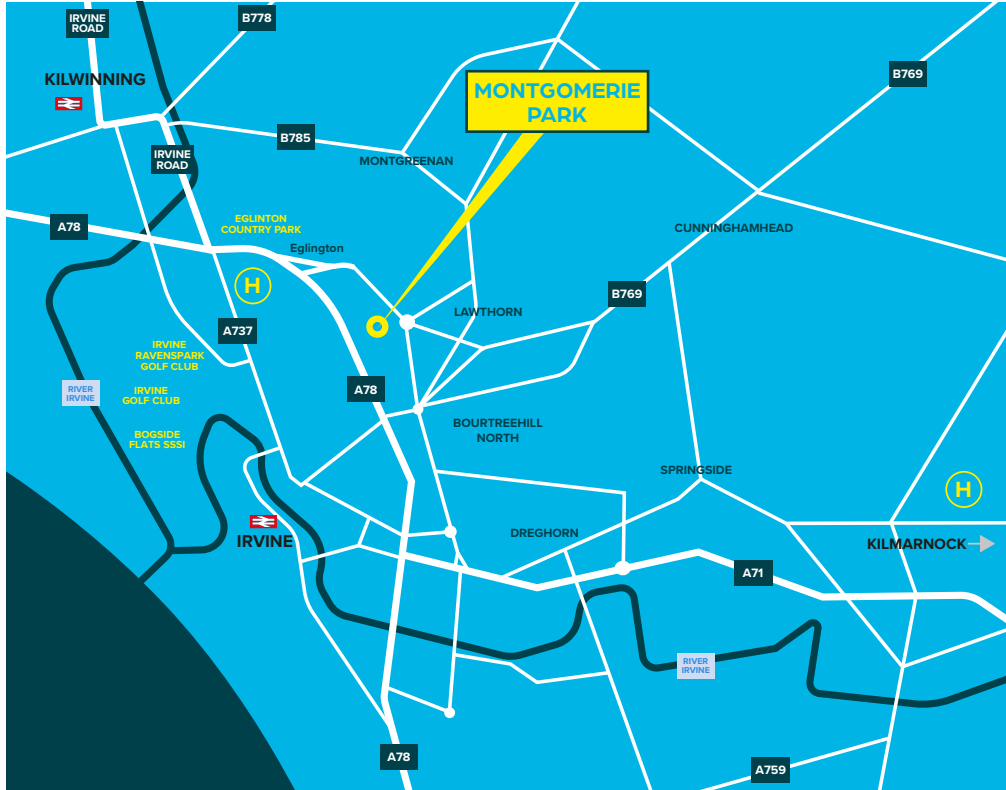 IRVINE
ROAD
B778
KILWINNING
B769
MONTGOMERIE
PARK
B785
IRVINE
ROAD
MONTGREENAN
A78
EGLINTON
COUNTRY PARK
Eglington
CUNNINGHAMHEAD
H
B769
LAWTHORN
A737
IRVINE
RAVENSPARK
GOLF CLUB
RIVER
IRVINE
IRVINE
GOLF CLUB
A78
BOURTREEHILL
NORTH
BOGSIDE
FLATS SSSI
SPRINGSIDE
H
IRVINE
DREGHORN
KILMARNOCK
A71
RIVER
IRVINE
A78
A759